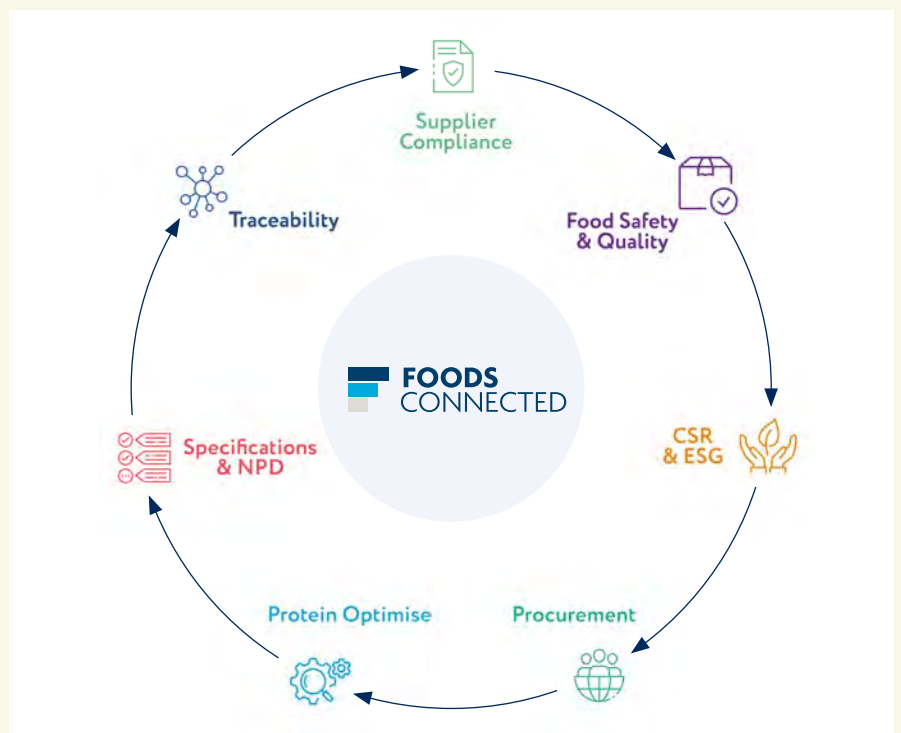 Supplier
Compliance
Traceability
Food Safety
& Quality
FOODS
CONNECTED
CSR
& ESG
Specifications
& NPD
Protein Optimise
Procurement